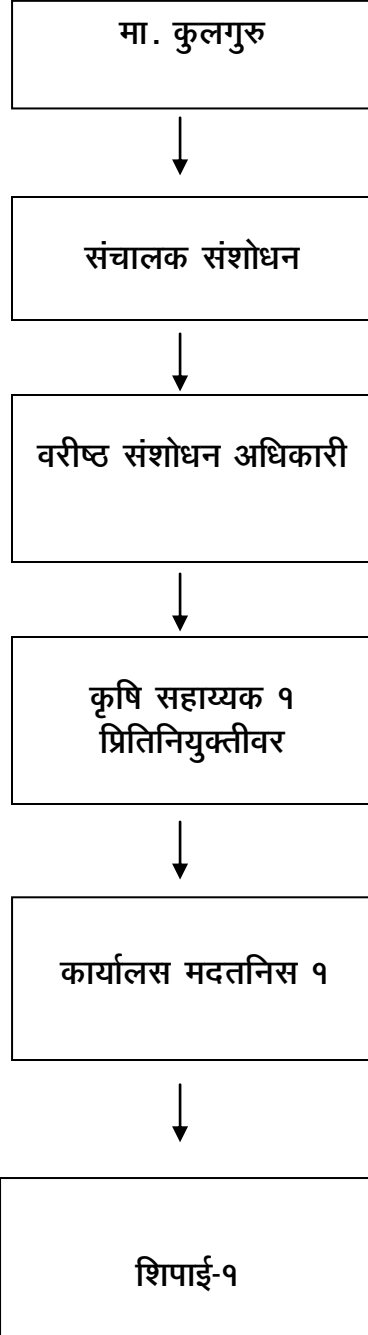 मा. कुलगुरु
संचालक संशोधन
वरीष्ठ संशोधन अधिकारी
कृषि सहाय्यक १
प्रितिनियुक्तीवर
कार्यालस मदतनिस १
शिपाई-१